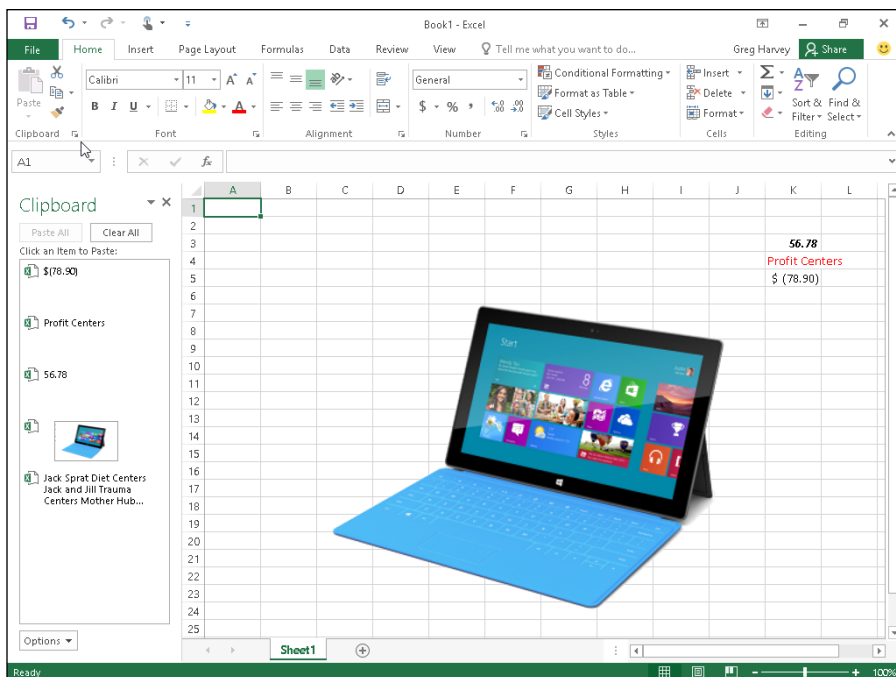 Book1 - Excel
File Home Insert Page Layout Formulas Data Review View Tell me what you want to do... Greg Harvey Share
Paste
Calibri 11 A A
B I U A
General
$ % , .00 .00
Conditional Formatting
Format as Table
Cell Styles
Insert
Delete
Format
Sort & Filter
Find & Select
Clipboard Font Alignment Number Styles Cells Editing
A1 fx
Clipboard
Paste All Clear All
Click an Item to Paste:
$(78.90)
Profit Centers
56.78
Jack Sprat Diet Centers
Jack and Jill Trauma
Centers Mother Hub...
Options
A B C D E F G H I J K L
1
2
3 56.78
4 Profit Centers
5 $ (78.90)
6
7
8
9
10
11
12
13
14
15
16
17
18
19
20
21
22
23
24
25
Start
Sheet1
Ready 100%